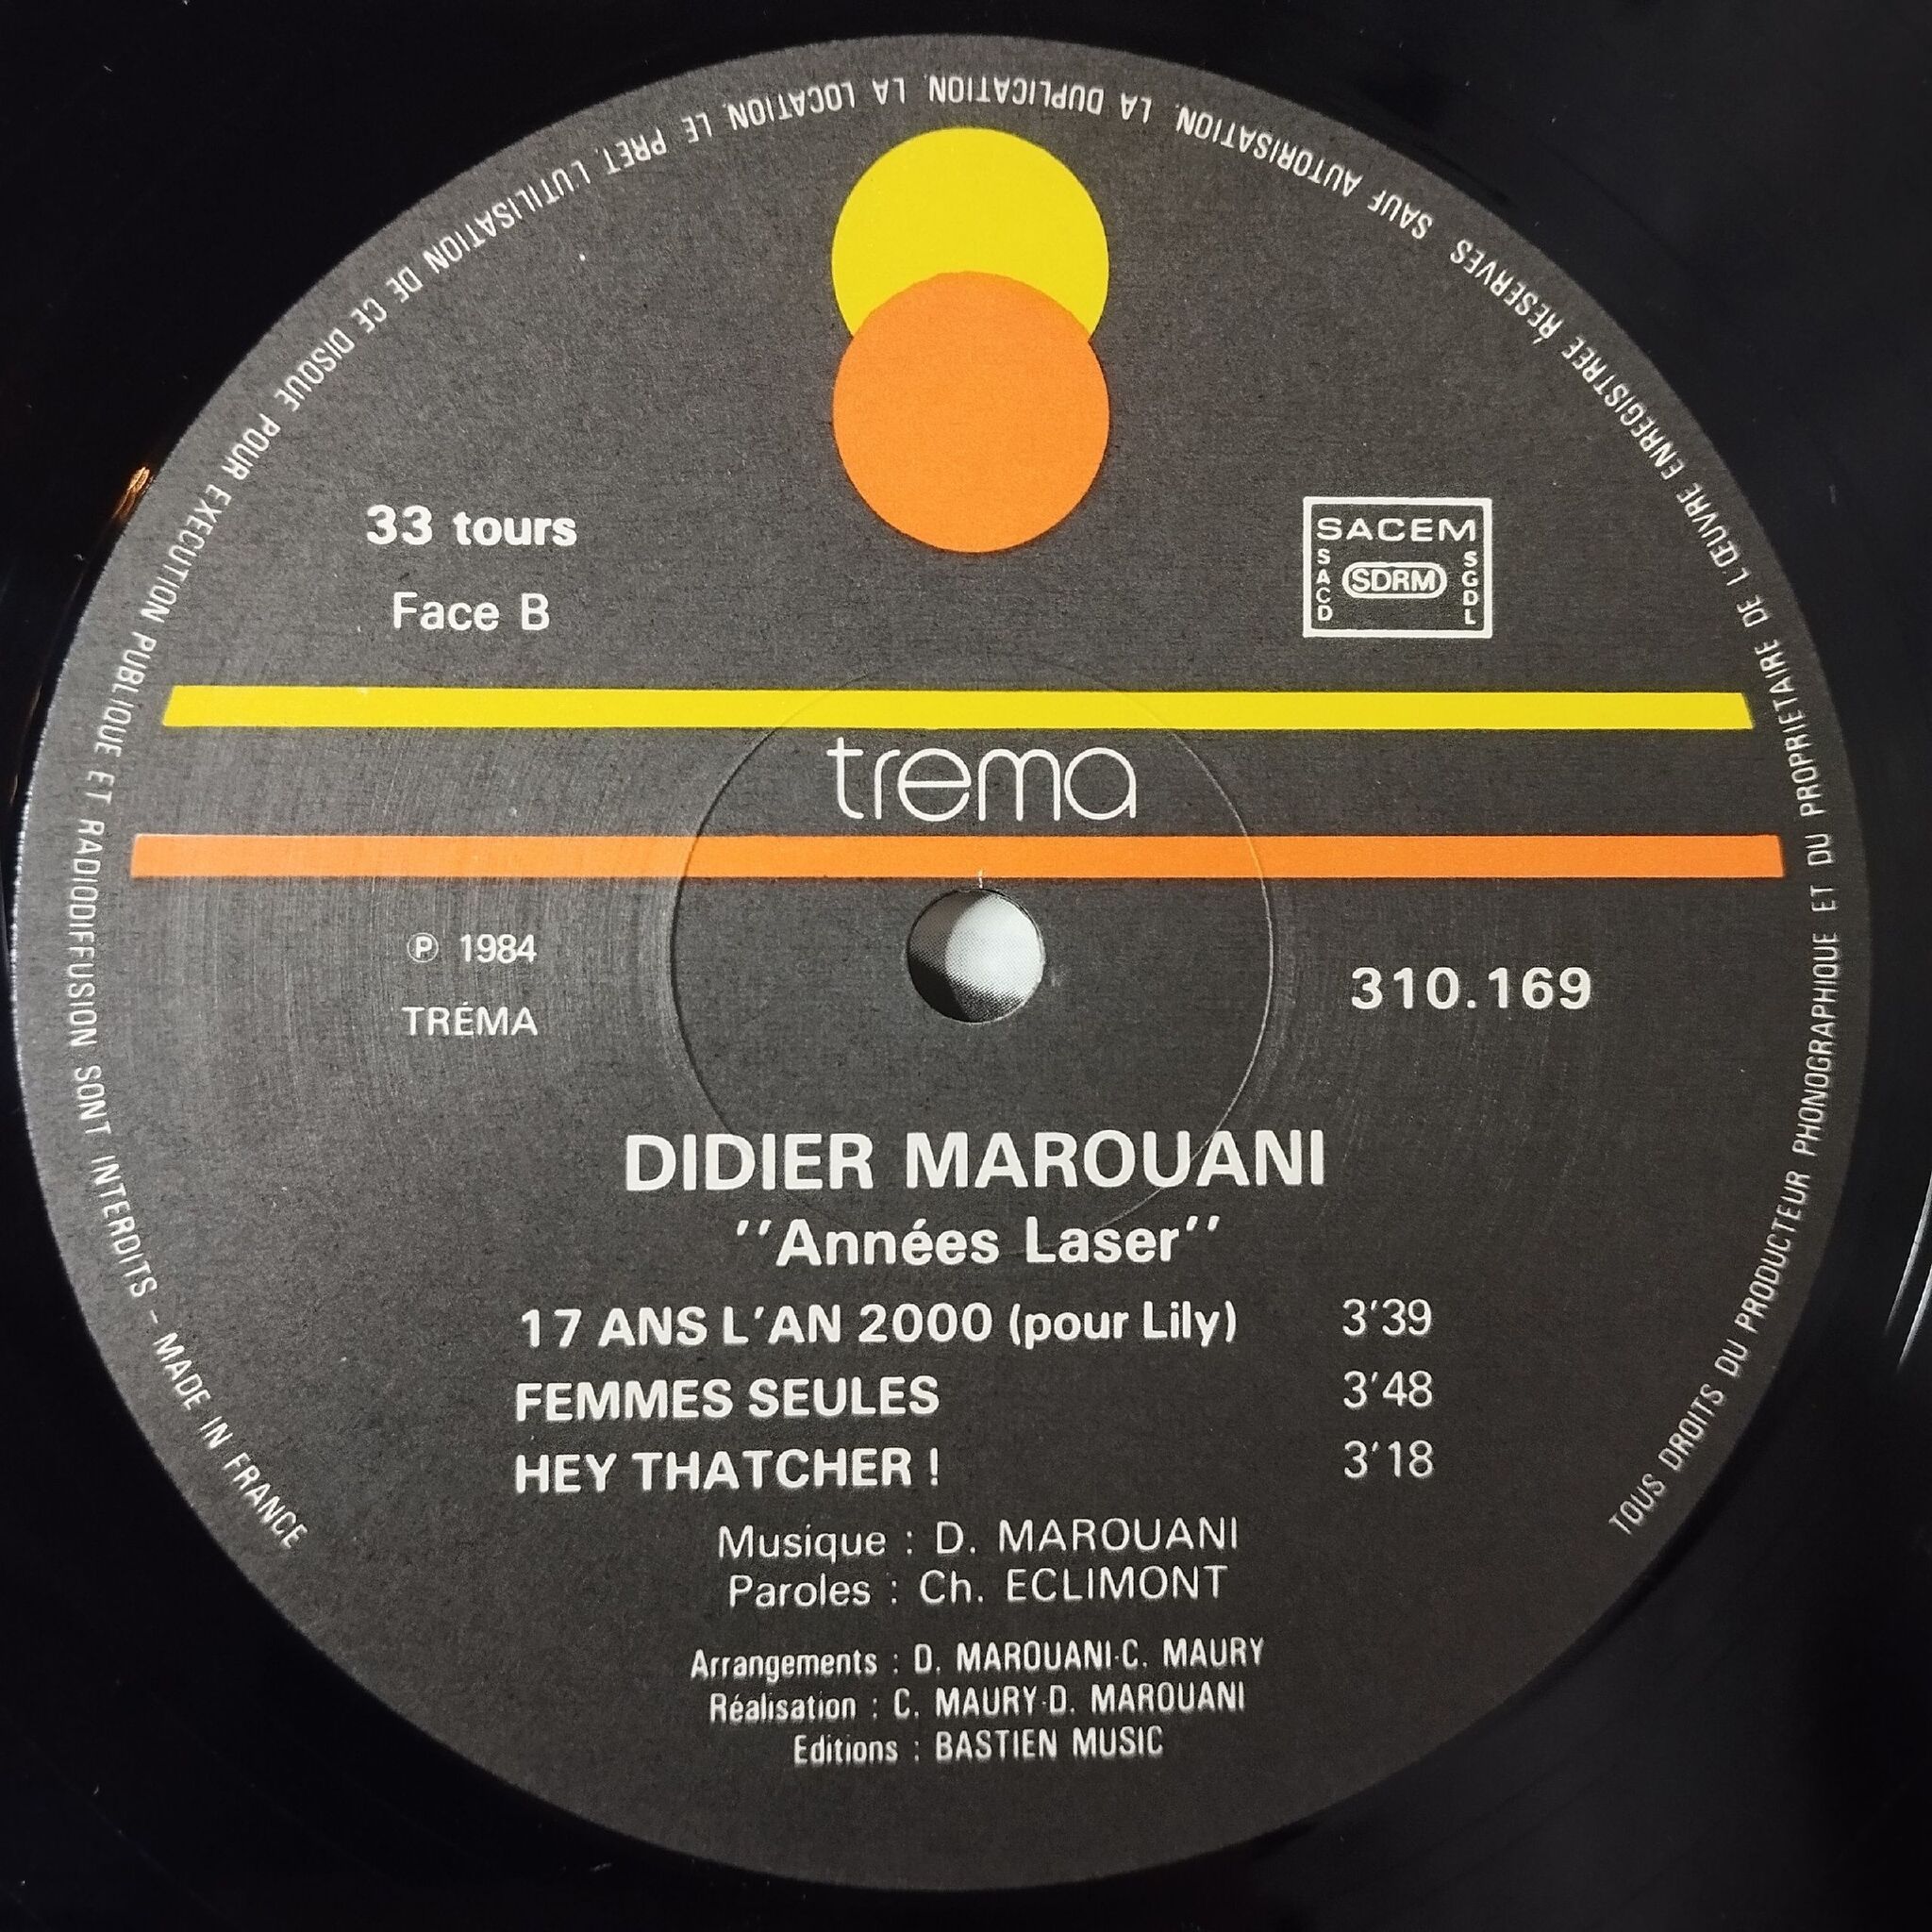 TOUS DROITS DU PRODUCTEUR PHONOGRAPHIQUE ET DU PROPRIETAIRE DE L'ŒUVRE ENREGISTREE RÉSERVES SAUF AUTORISATION, LA DUPLICATION, LA LOCATION, LE PRET, L'UTILISATION DE CE DISQUE POUR EXECUTION PUBLIQUE ET RADIODIFFUSION SONT INTERDITS - MADE IN FRANCE
33 tours
Face B
SACEM
SACD
SDRM
SGDL
trema
℗ 1984
TRÉMA
310.169
DIDIER MAROUANI
''Années Laser''
17 ANS L'AN 2000 (pour Lily) 3'39
FEMMES SEULES 3'48
HEY THATCHER ! 3'18
Musique : D. MAROUANI
Paroles : Ch. ECLIMONT
Arrangements : D. MAROUANI-C. MAURY
Réalisation : C. MAURY-D. MAROUANI
Editions : BASTIEN MUSIC